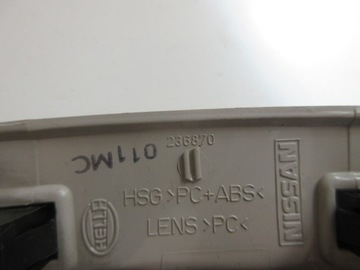 236870
011MC
HSG >PC+ABS<
LENS >PC<
HELLA
NISSAN